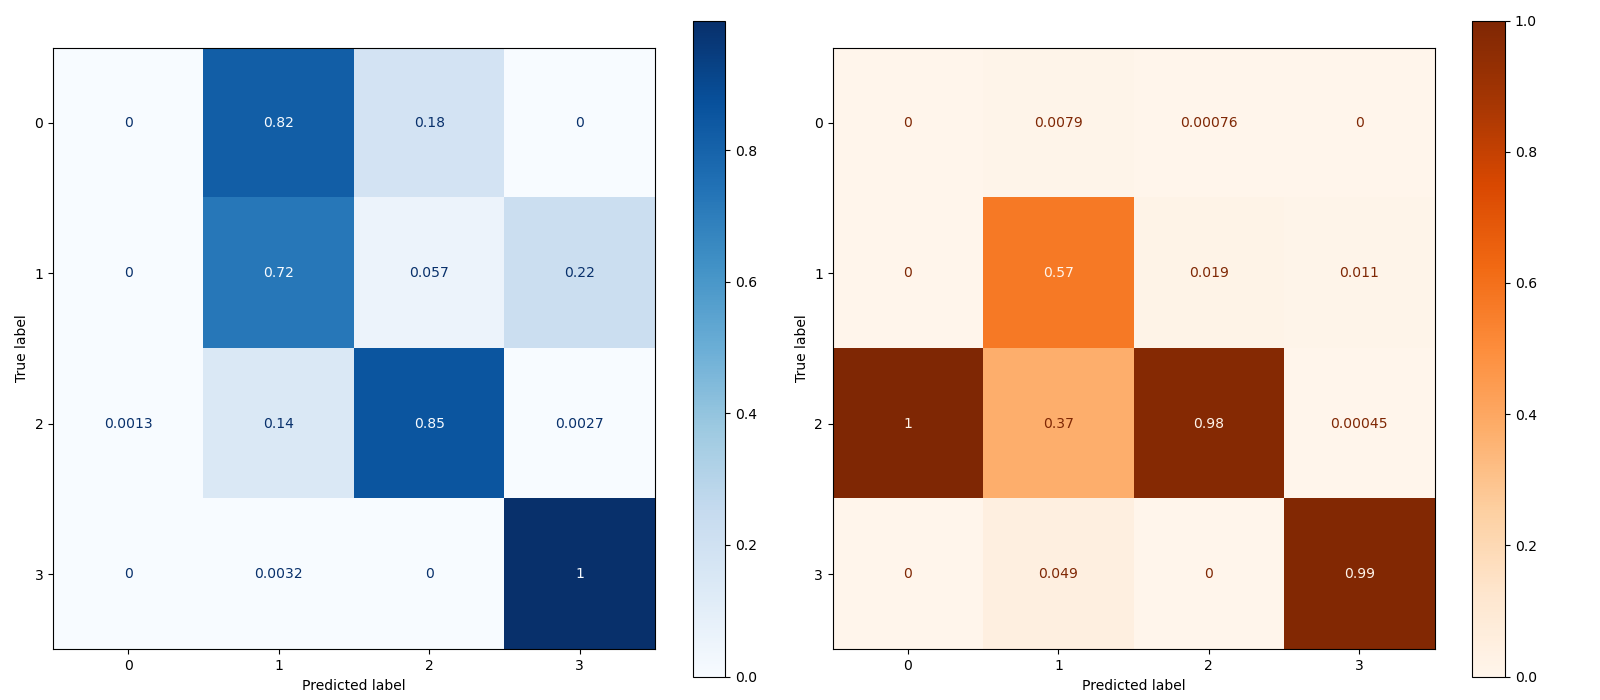 0 0 0.82 0.18 0
1 0 0.72 0.057 0.22
2 0.0013 0.14 0.85 0.0027
3 0 0.0032 0 1
0 1 2 3
Predicted label
True label
0.8
0.6
0.4
0.2
0.0
0 0 0.0079 0.00076 0
1 0 0.57 0.019 0.011
2 1 0.37 0.98 0.00045
3 0 0.049 0 0.99
0 1 2 3
Predicted label
True label
1.0
0.8
0.6
0.4
0.2
0.0